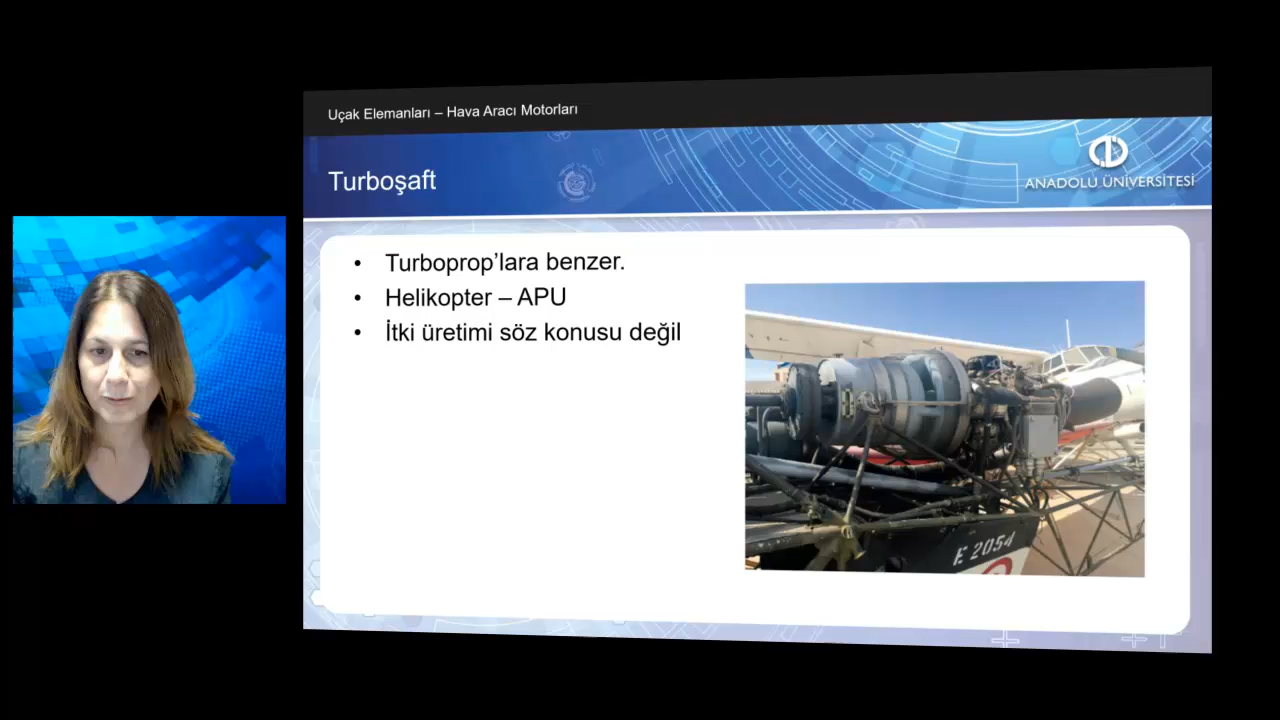 Uçak Elemanları – Hava Aracı Motorları
Turboşaft
ANADOLU ÜNİVERSİTESİ
• Turboprop’lara benzer.
• Helikopter – APU
• İtki üretimi söz konusu değil
E 2054